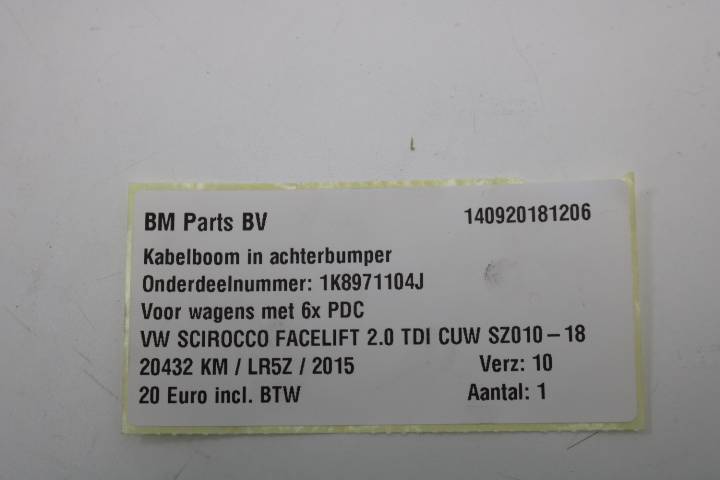 BM Parts BV 140920181206
Kabelboom in achterbumper
Onderdeelnummer: 1K8971104J
Voor wagens met 6x PDC
VW SCIROCCO FACELIFT 2.0 TDI CUW SZ010-18
20432 KM / LR5Z / 2015 Verz: 10
20 Euro incl. BTW Aantal: 1